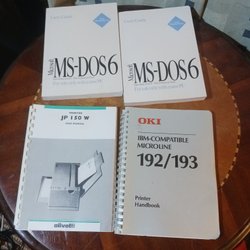 User's Guide
Microsoft
MS-DOS 6
User's Guide
Microsoft
MS-DOS 6
JP 150 W
olivetti
OKI
IBM-COMPATIBLE
MICROLINE
192/193
Printer
Handbook